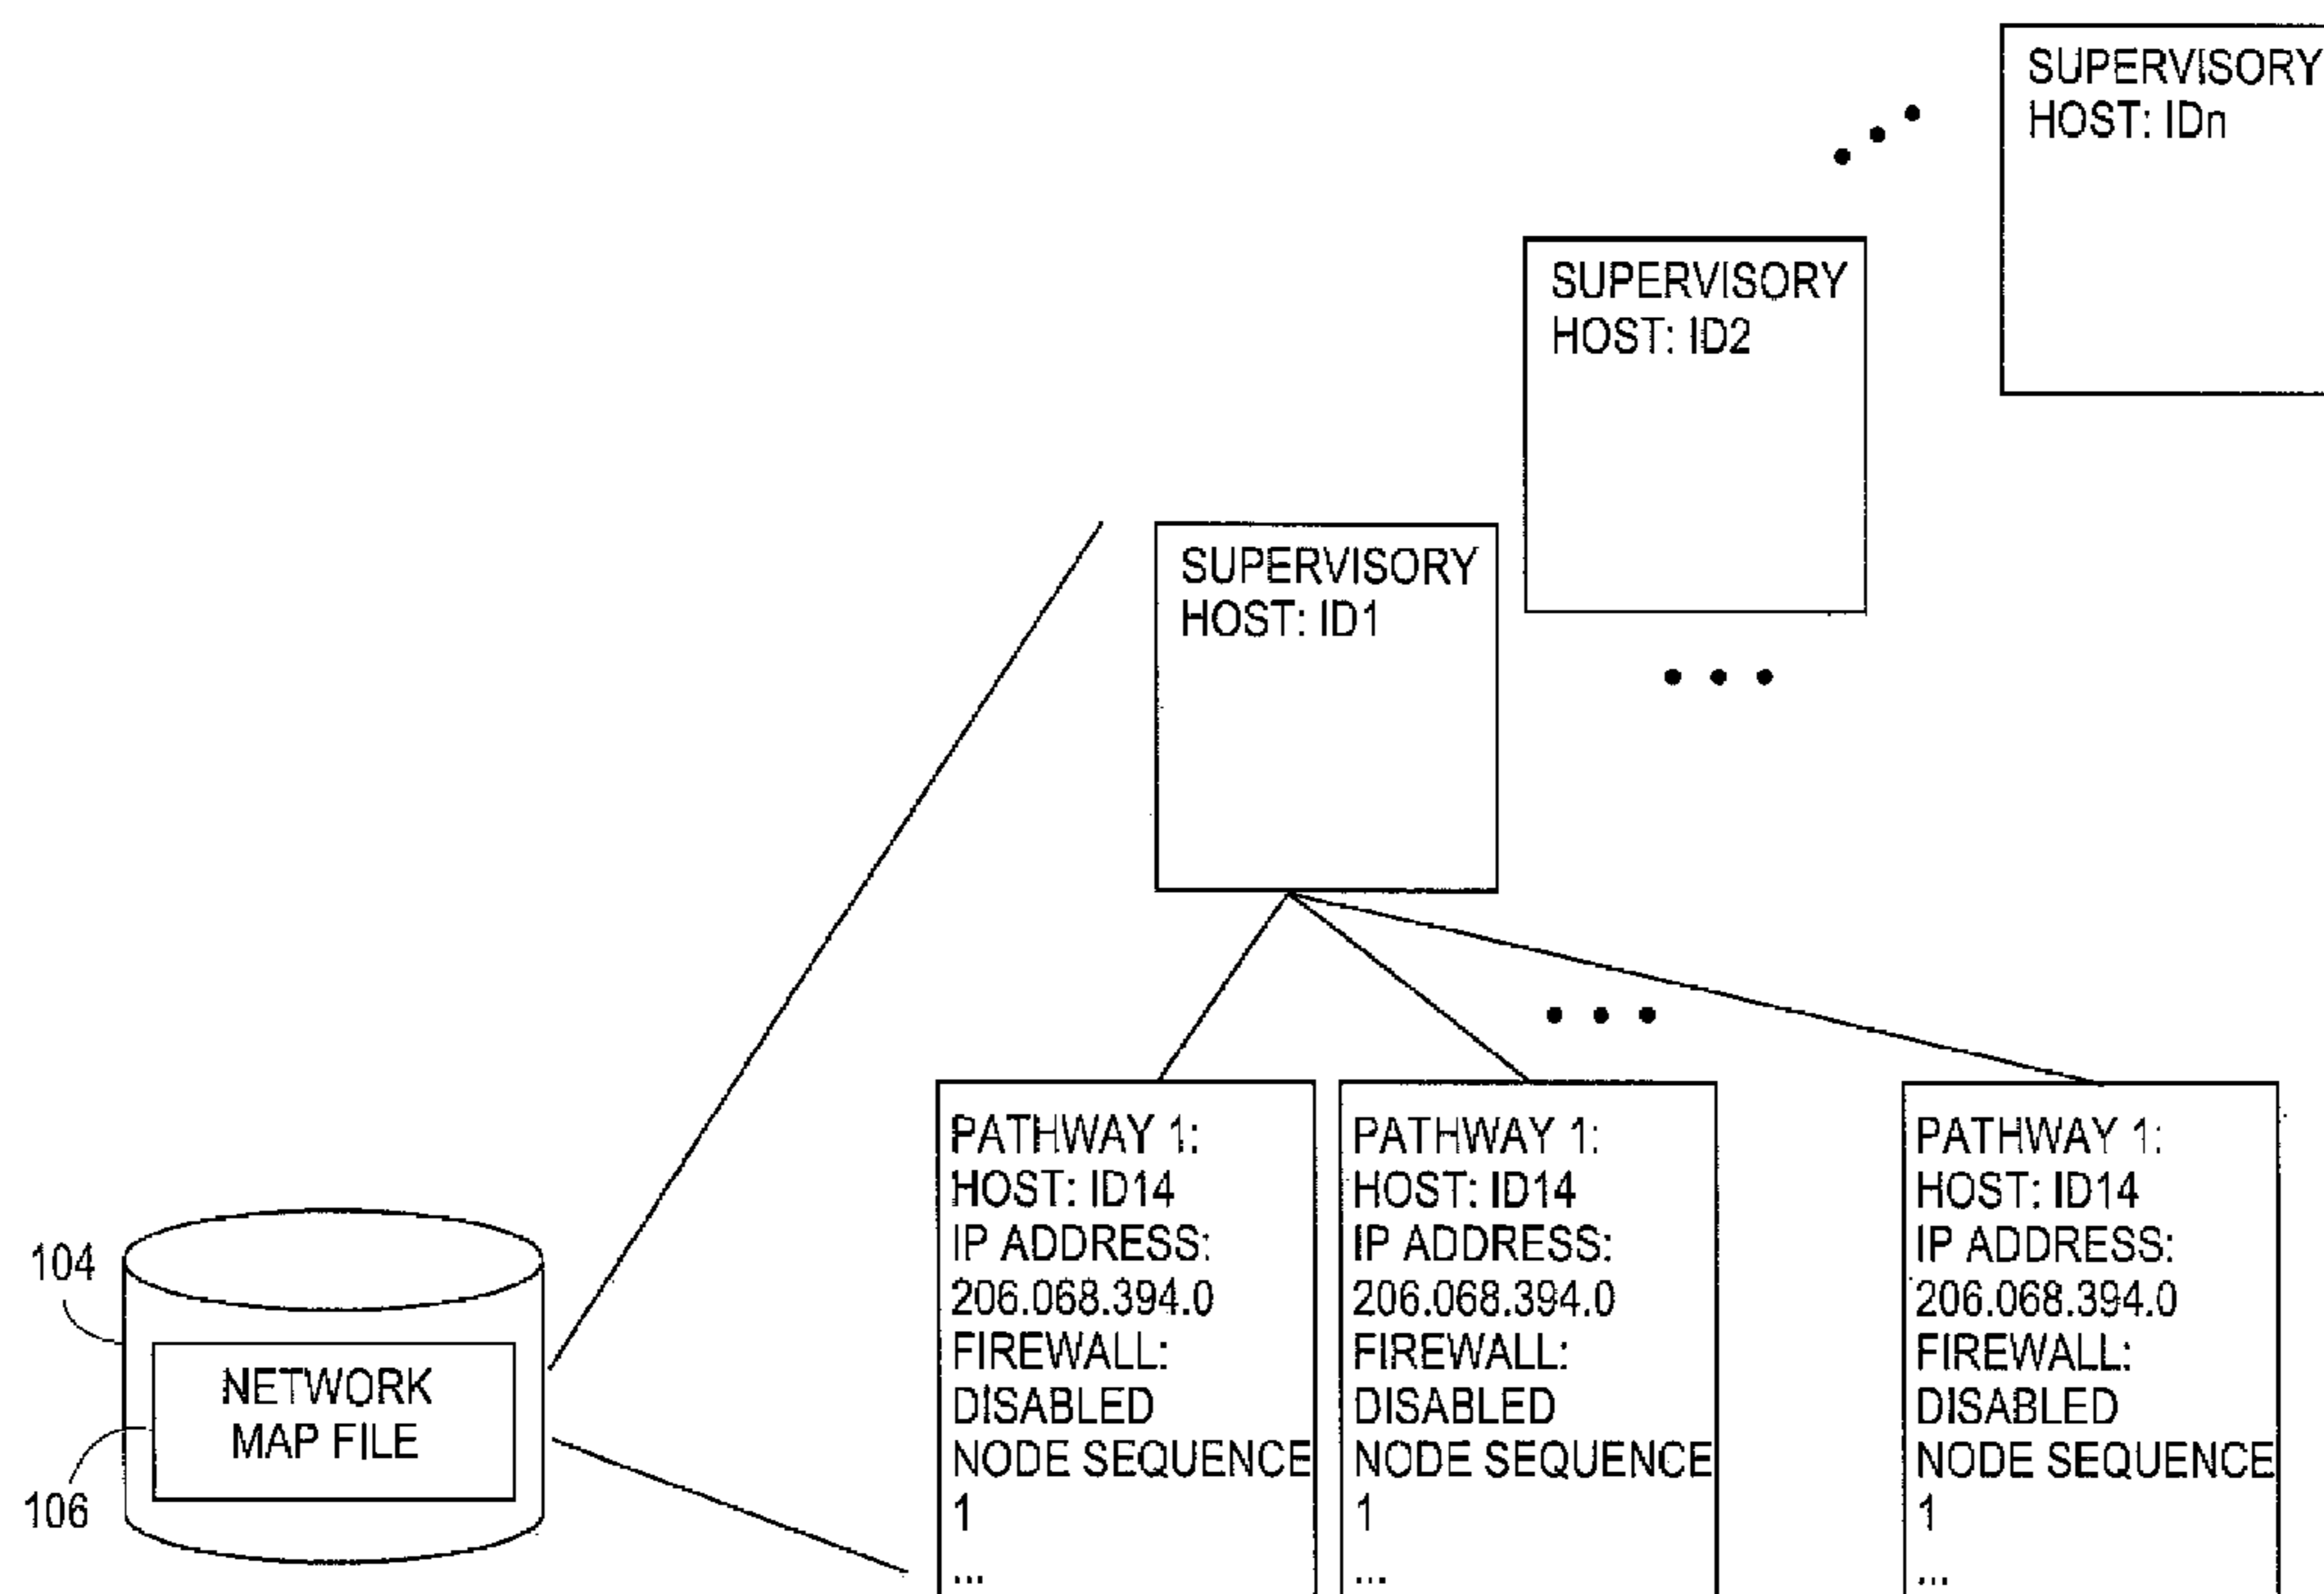 SUPERVISORY
HOST: IDn
SUPERVISORY
HOST: ID2
SUPERVISORY
HOST: ID1
PATHWAY 1:
HOST: ID14
IP ADDRESS:
206.068.394.0
FIREWALL:
DISABLED
NODE SEQUENCE
1
...
PATHWAY 1:
HOST: ID14
IP ADDRESS:
206.068.394.0
FIREWALL:
DISABLED
NODE SEQUENCE
1
...
PATHWAY 1:
HOST: ID14
IP ADDRESS:
206.068.394.0
FIREWALL:
DISABLED
NODE SEQUENCE
1
...
104
NETWORK
MAP FILE
106